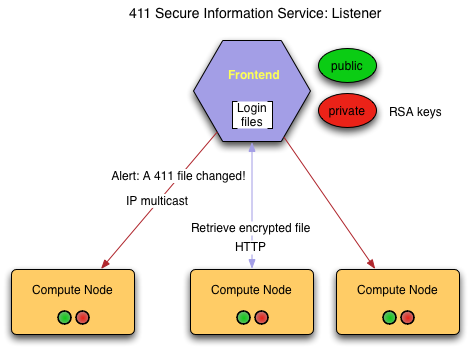 411 Secure Information Service: Listener
Frontend
public
Login
files
private
RSA keys
Alert: A 411 file changed!
IP multicast
Retrieve encrypted file
HTTP
Compute Node
Compute Node
Compute Node